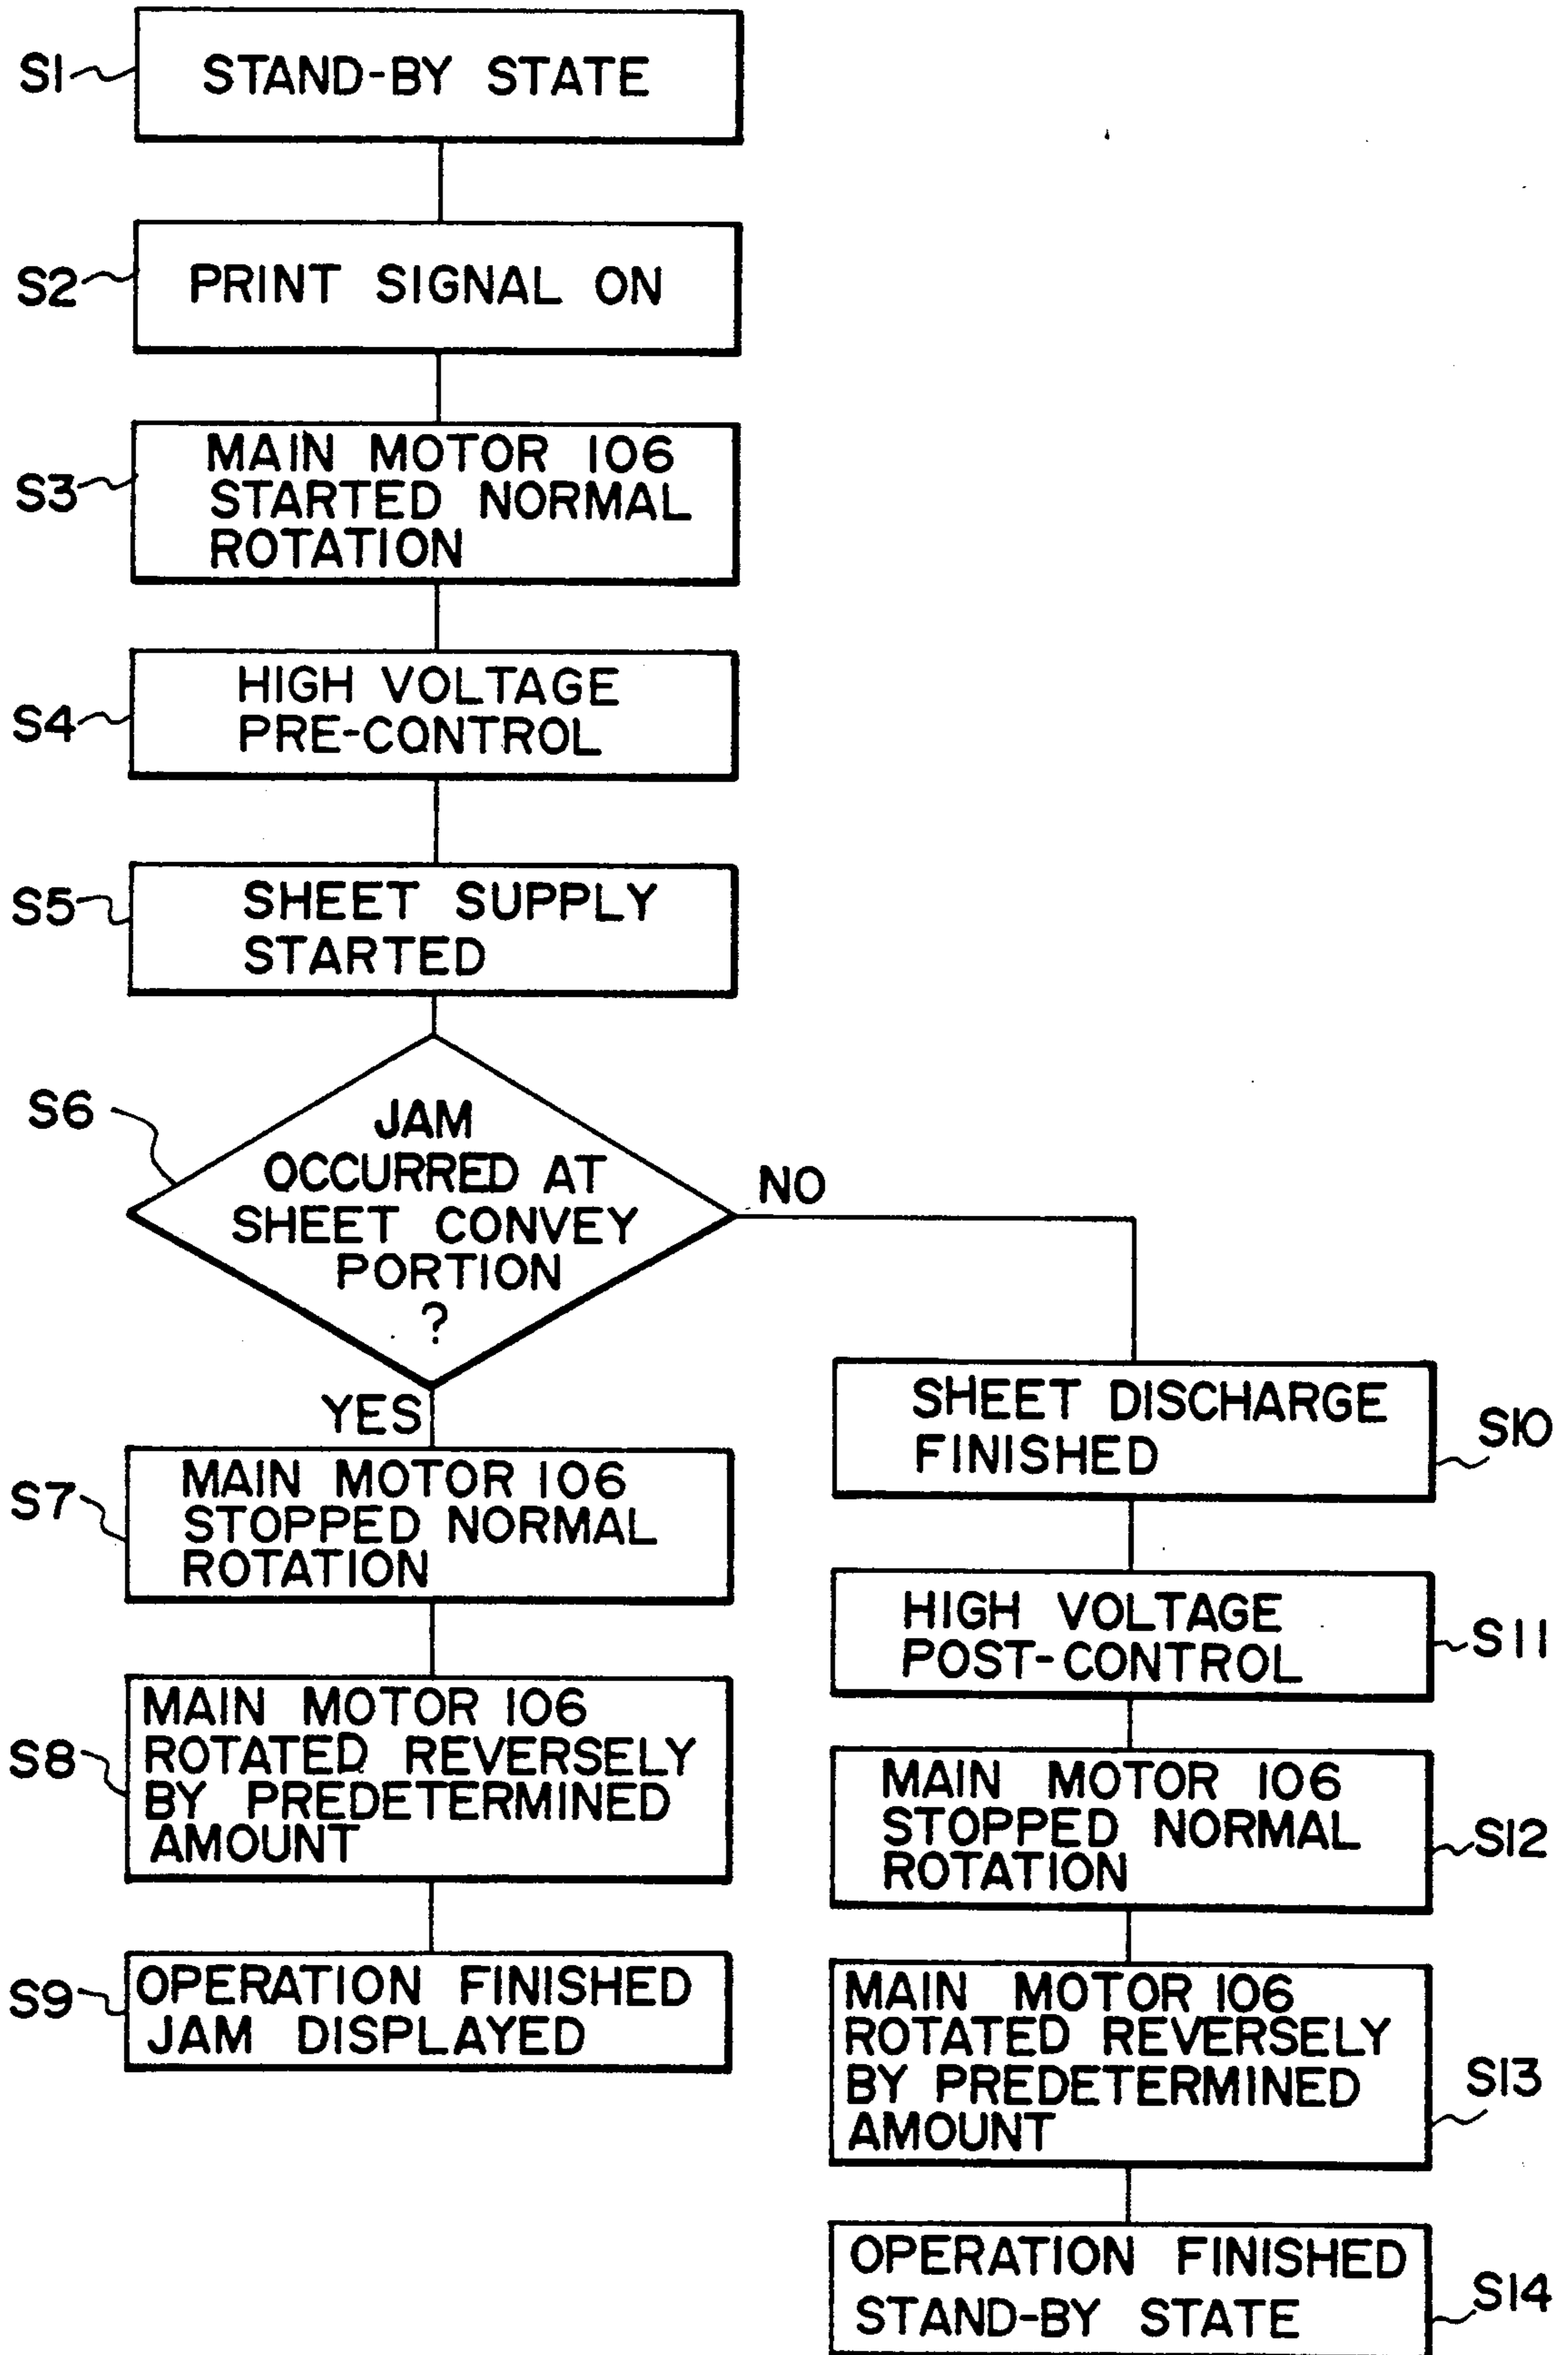 S1
STAND-BY STATE
S2
PRINT SIGNAL ON
S3
MAIN MOTOR 106
STARTED NORMAL
ROTATION
S4
HIGH VOLTAGE
PRE-CONTROL
S5
SHEET SUPPLY
STARTED
S6
JAM
OCCURRED AT
SHEET CONVEY
PORTION
?
NO
YES
S7
MAIN MOTOR 106
STOPPED NORMAL
ROTATION
S8
MAIN MOTOR 106
ROTATED REVERSELY
BY PREDETERMINED
AMOUNT
S9
OPERATION FINISHED
JAM DISPLAYED
SHEET DISCHARGE
FINISHED
S10
HIGH VOLTAGE
POST-CONTROL
S11
MAIN MOTOR 106
STOPPED NORMAL
ROTATION
S12
MAIN MOTOR 106
ROTATED REVERSELY
BY PREDETERMINED
AMOUNT
S13
OPERATION FINISHED
STAND-BY STATE
S14